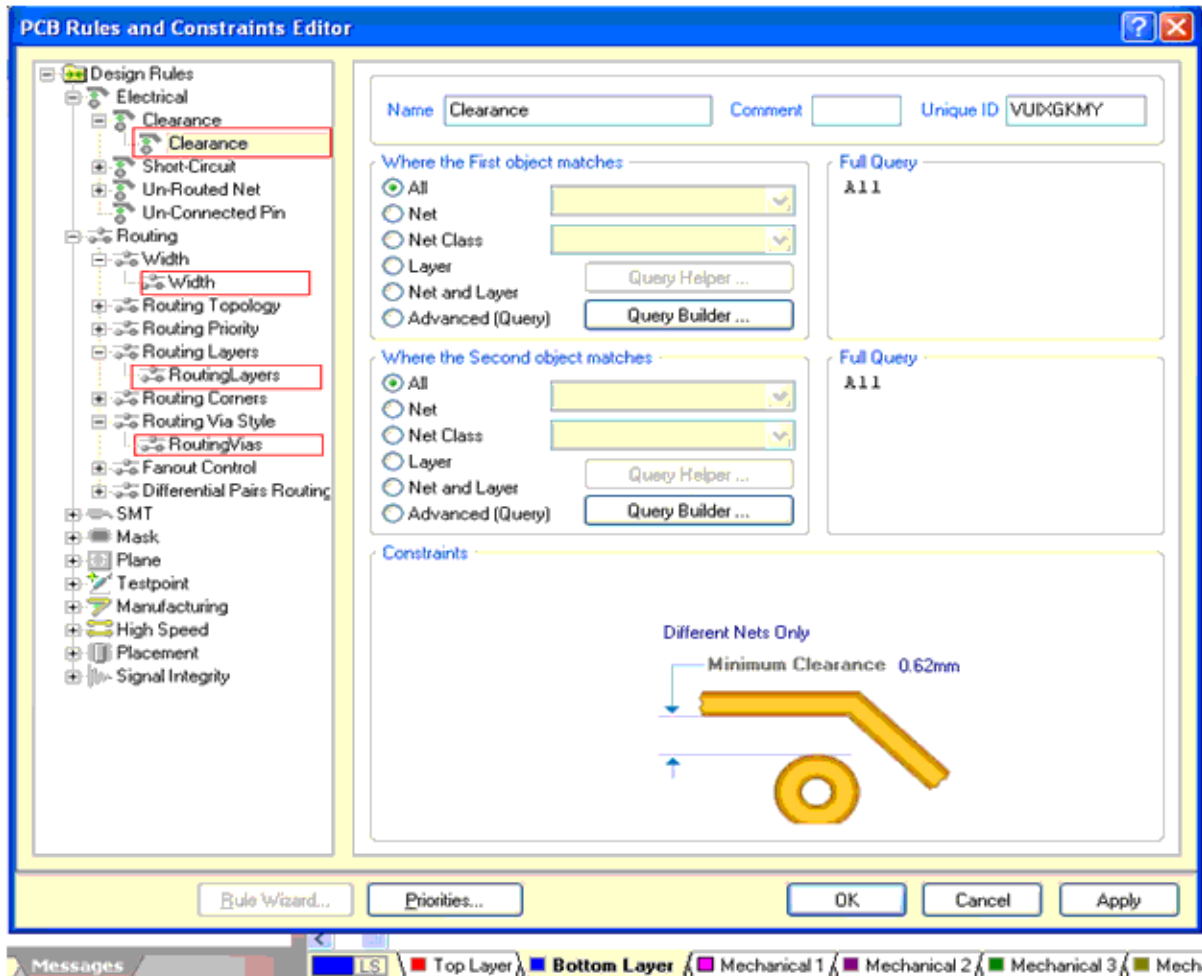 PCB Rules and Constraints Editor
Design Rules
Electrical
Clearance
Clearance
Short-Circuit
Un-Routed Net
Un-Connected Pin
Routing
Width
Width
Routing Topology
Routing Priority
Routing Layers
RoutingLayers
Routing Corners
Routing Via Style
RoutingVias
Fanout Control
Differential Pairs Routing
SMT
Mask
Plane
Testpoint
Manufacturing
High Speed
Placement
Signal Integrity
Name Clearance Comment Unique ID VUIXGKMY
Where the First object matches
All
Net
Net Class
Layer
Net and Layer
Advanced (Query)
Query Helper ...
Query Builder ...
Full Query
All
Where the Second object matches
All
Net
Net Class
Layer
Net and Layer
Advanced (Query)
Query Helper ...
Query Builder ...
Full Query
All
Constraints
Different Nets Only
Minimum Clearance 0.62mm
Rule Wizard... Priorities... OK Cancel Apply
Messages LS Top Layer Bottom Layer Mechanical 1 Mechanical 2 Mechanical 3 Mech